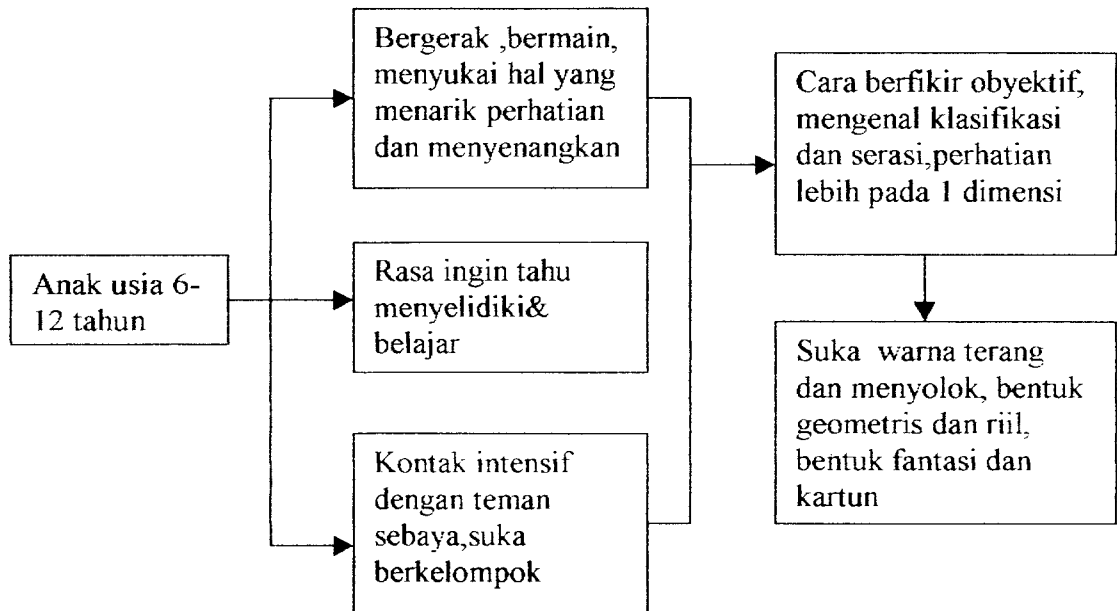 Anak usia 6-
12 tahun
Bergerak ,bermain,
menyukai hal yang
menarik perhatian
dan menyenangkan
Rasa ingin tahu
menyelidiki&
belajar
Kontak intensif
dengan teman
sebaya,suka
berkelompok
Cara berfikir obyektif,
mengenal klasifikasi
dan serasi,perhatian
lebih pada 1 dimensi
Suka warna terang
dan menyolok, bentuk
geometris dan riil,
bentuk fantasi dan
kartun